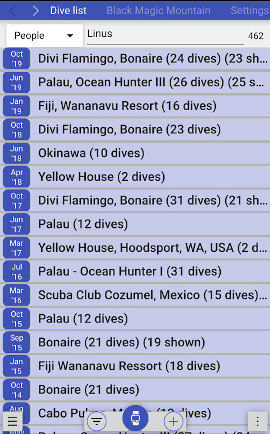 Dive list Black Magic Mountain Settings
People Linus 462
Oct '19 Divi Flamingo, Bonaire (24 dives) (23 sh...
Jun '19 Palau, Ocean Hunter III (26 dives) (25 s...
Jan '19 Fiji, Wananavu Resort (16 dives)
Oct '18 Divi Flamingo, Bonaire (23 dives)
Jun '18 Okinawa (10 dives)
Apr '18 Yellow House (2 dives)
Oct '17 Divi Flamingo, Bonaire (31 dives) (21 sh...
Jun '17 Palau (12 dives)
Mar '17 Yellow House, Hoodsport, WA, USA (2 d...
Jul '16 Palau - Ocean Hunter I (31 dives)
Mar '16 Scuba Club Cozumel, Mexico (15 dives)...
Oct '15 Palau (12 dives)
Sep '15 Bonaire (21 dives) (19 shown)
Jan '15 Fiji Wananavu Ressort (18 dives)
Oct '14 Bonaire (21 dives)
Aug Cabo